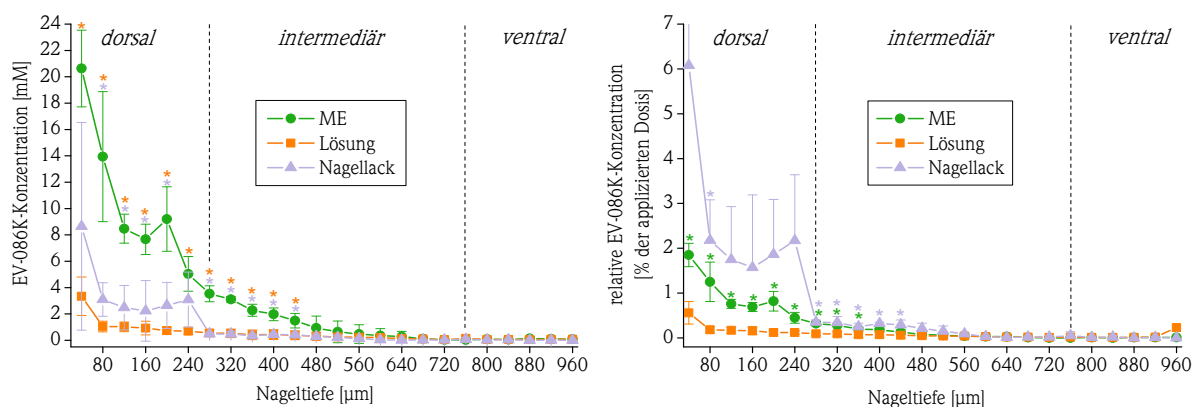 EV-086K-Konzentration [mM]
24
22
20
18
16
14
12
10
8
6
4
2
0
dorsal
intermediär
ventral
* * * * * * * * * * *
* * * * * * * * *
ME
Lösung
Nagellack
80 160 240 320 400 480 560 640 720 800 880 960
Nageltiefe [µm]
relative EV-086K-Konzentration
[% der applizierten Dosis]
7
6
5
4
3
2
1
0
dorsal
intermediär
ventral
* * * * * *
* * * * * * * * *
ME
Lösung
Nagellack
80 160 240 320 400 480 560 640 720 800 880 960
Nageltiefe [µm]